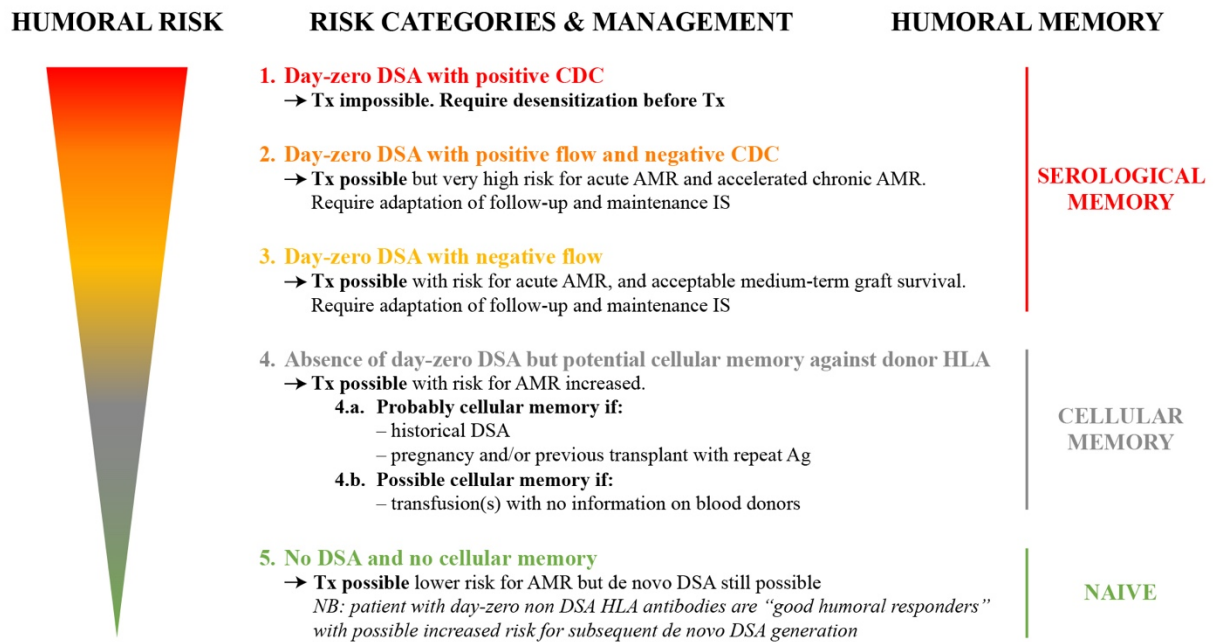 HUMORAL RISK
RISK CATEGORIES & MANAGEMENT
HUMORAL MEMORY
1. Day-zero DSA with positive CDC
→ Tx impossible. Require desensitization before Tx
2. Day-zero DSA with positive flow and negative CDC
→ Tx possible but very high risk for acute AMR and accelerated chronic AMR.
Require adaptation of follow-up and maintenance IS
3. Day-zero DSA with negative flow
→ Tx possible with risk for acute AMR, and acceptable medium-term graft survival.
Require adaptation of follow-up and maintenance IS
SEROLOGICAL
MEMORY
4. Absence of day-zero DSA but potential cellular memory against donor HLA
→ Tx possible with risk for AMR increased.
4.a. Probably cellular memory if:
– historical DSA
– pregnancy and/or previous transplant with repeat Ag
4.b. Possible cellular memory if:
– transfusion(s) with no information on blood donors
CELLULAR
MEMORY
5. No DSA and no cellular memory
→ Tx possible lower risk for AMR but de novo DSA still possible
NB: patient with day-zero non DSA HLA antibodies are “good humoral responders”
with possible increased risk for subsequent de novo DSA generation
NAIVE